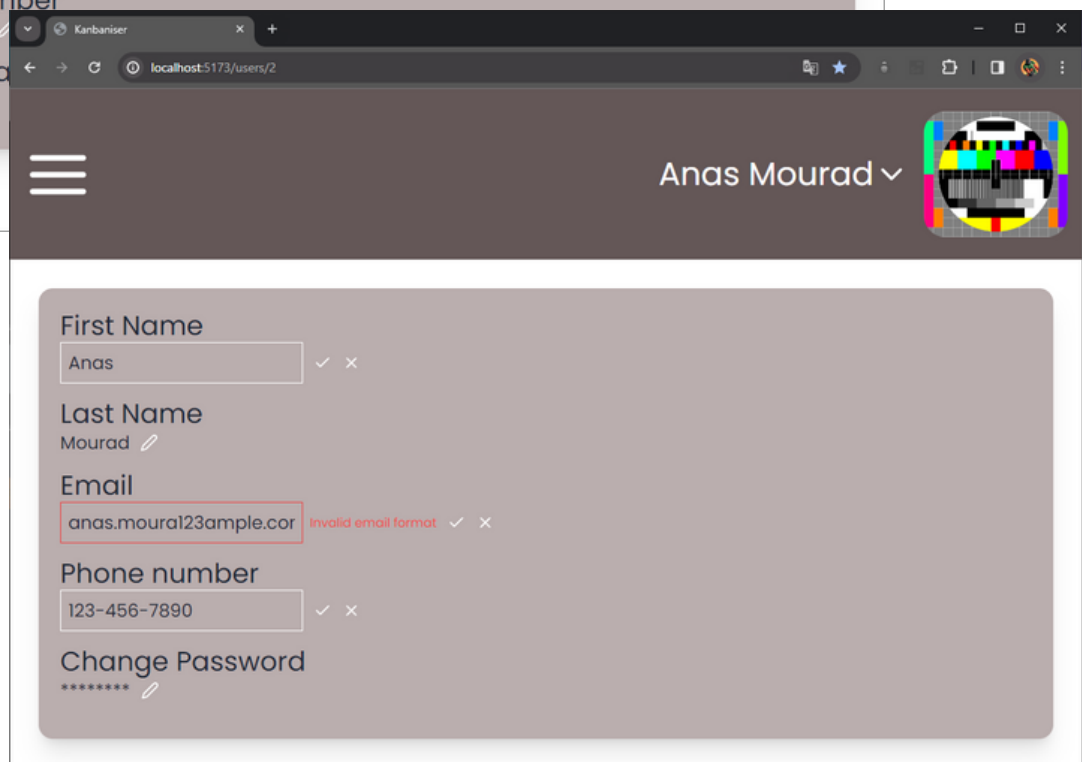 Kanbaniser
localhost:5173/users/2
Anas Mourad
First Name
Anas
Last Name
Mourad
Email
anas.moura123ample.cor Invalid email format
Phone number
123-456-7890
Change Password
********